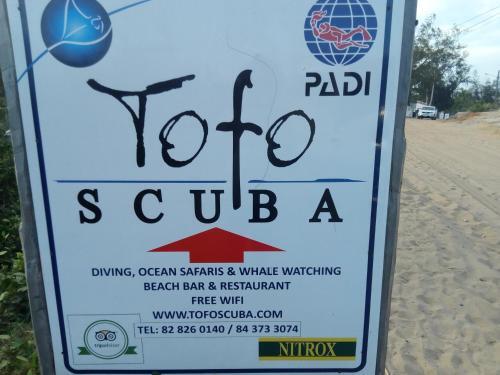 PADI
Tofo
SCUBA
DIVING, OCEAN SAFARIS & WHALE WATCHING
BEACH BAR & RESTAURANT
FREE WIFI
WWW.TOFOSCUBA.COM
TEL: 82 826 0140 / 84 373 3074
tripadvisor
NITROX